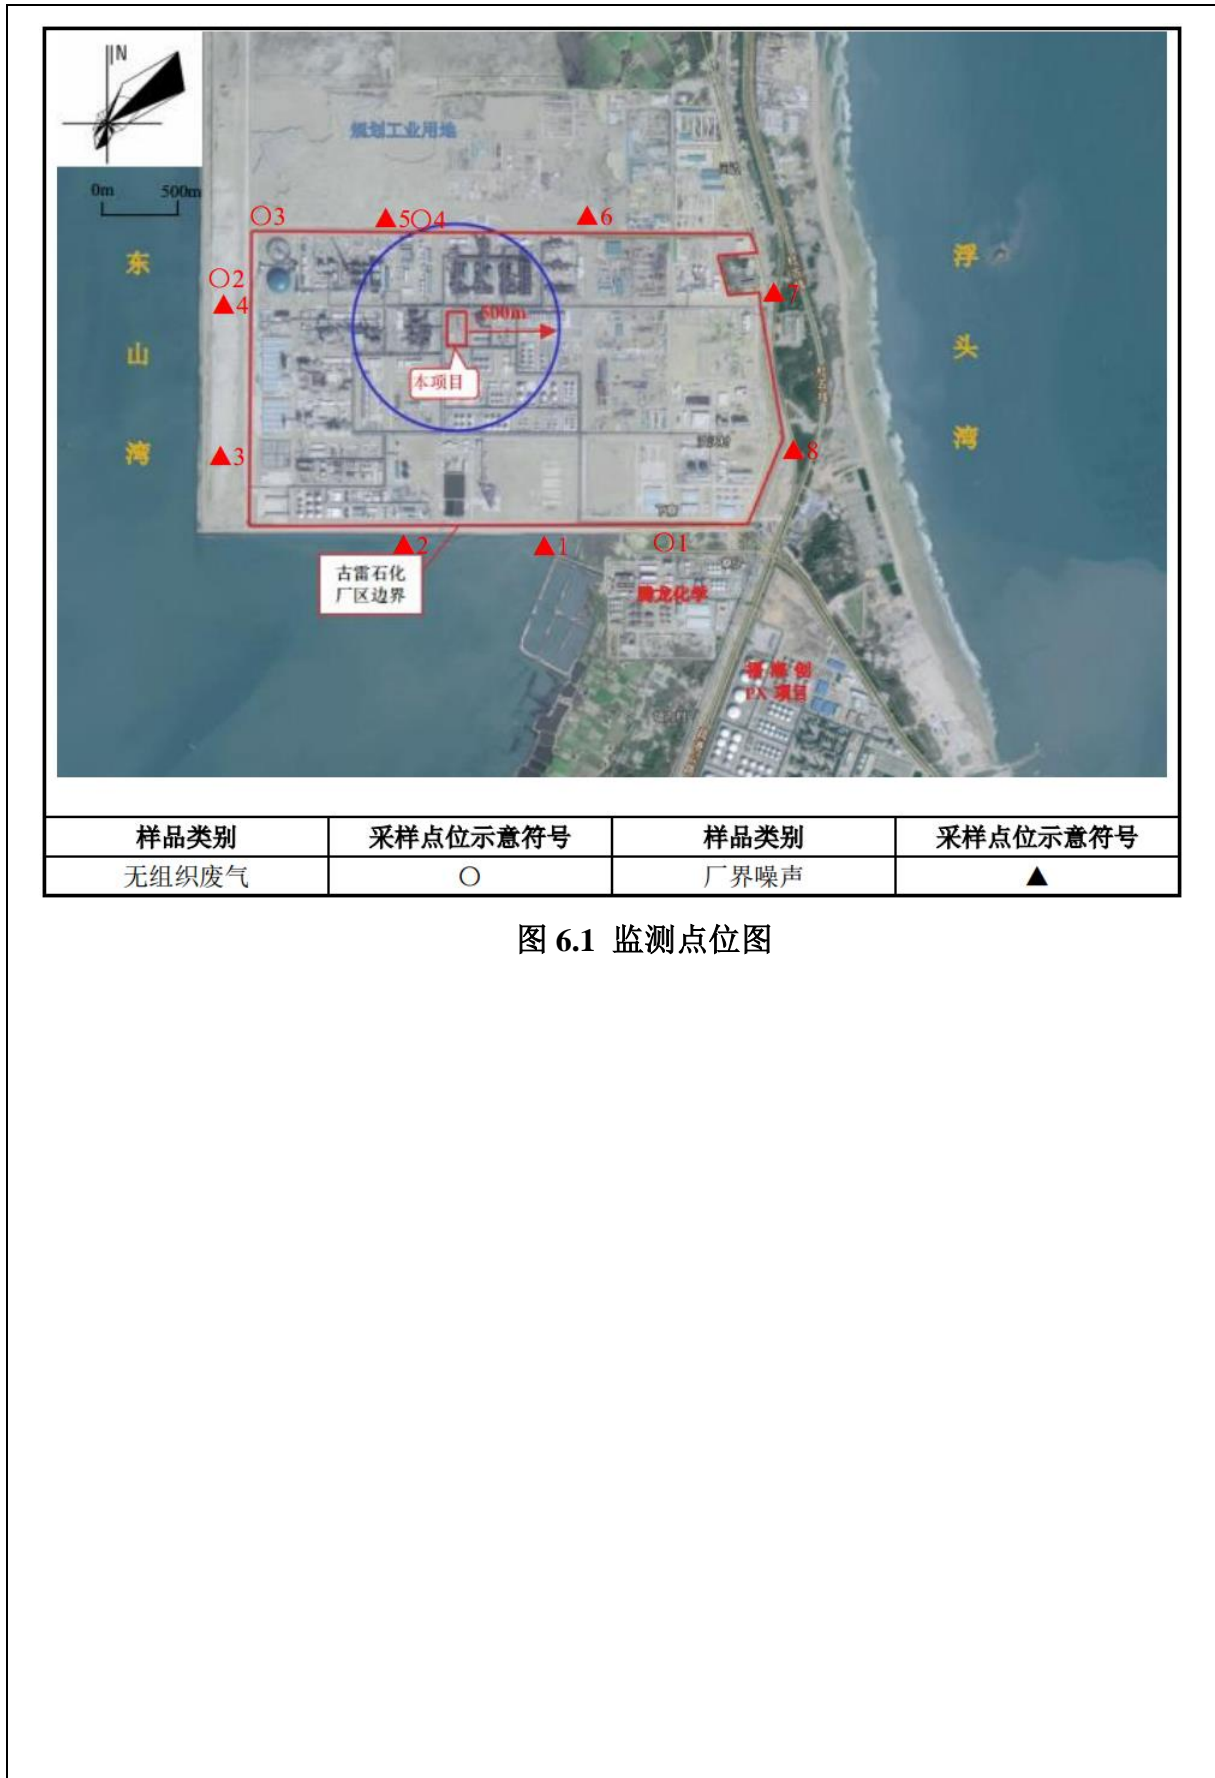 N
0m 500m
规划工业用地
○3
▲5○4
▲6
○2
▲4
▲7
500m
本项目
▲3
▲8
东山湾
浮头湾
下寮
▲2
▲1
○1
古雷石化
厂区边界
腾龙化学
PX 项目
样品类别 采样点位示意符号 样品类别 采样点位示意符号
无组织废气 ○ 厂界噪声 ▲
图 6.1 监测点位图